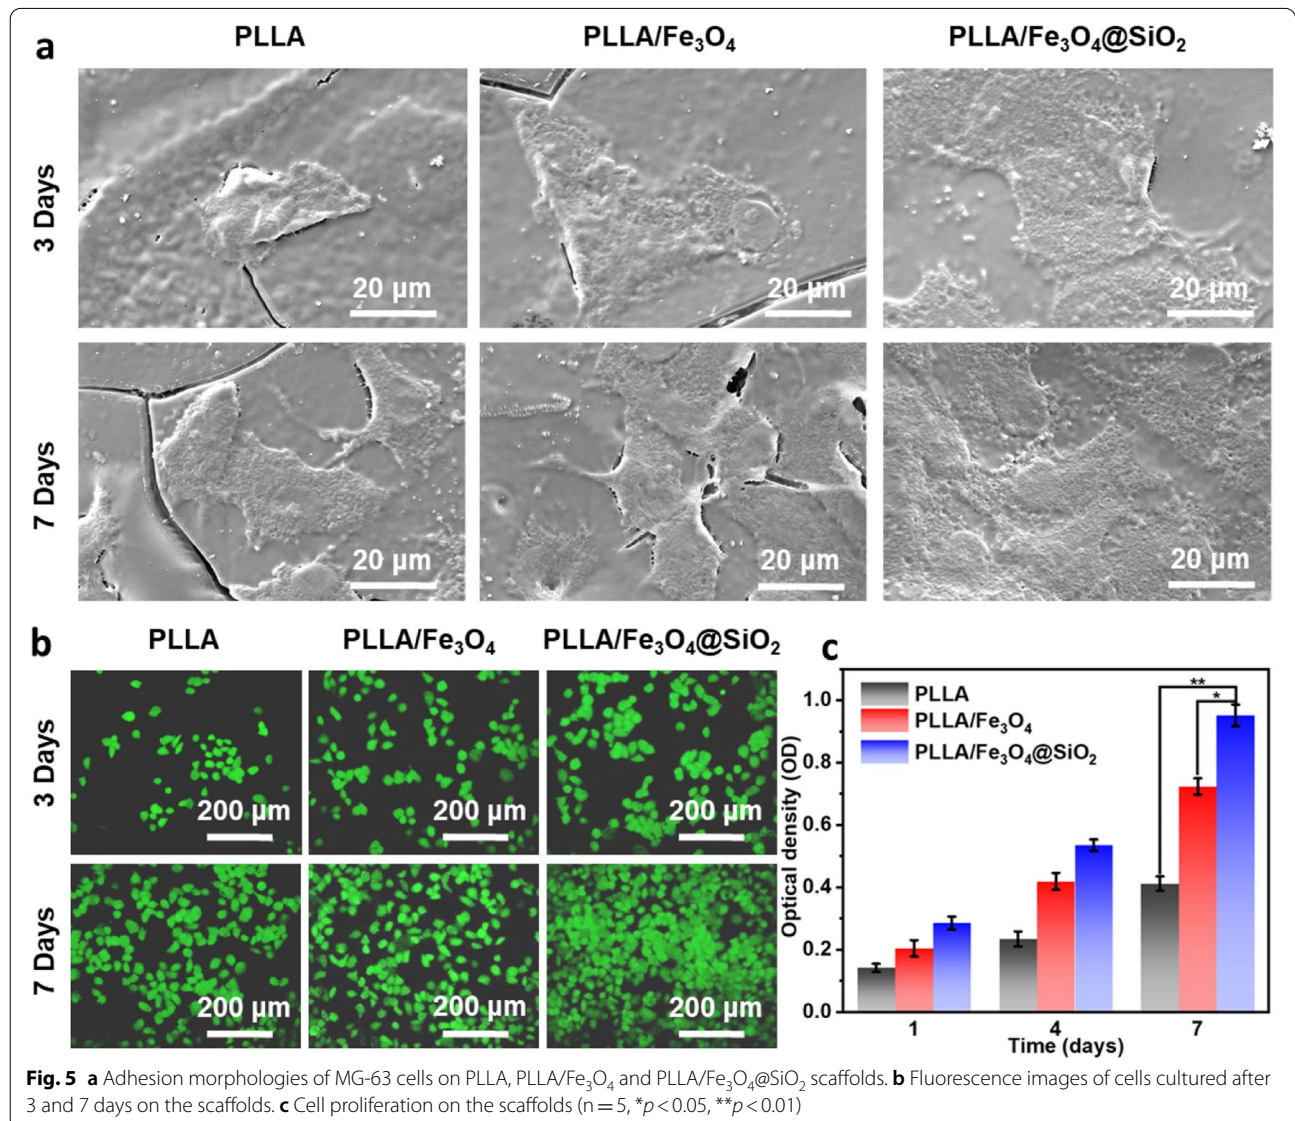 a
PLLA
PLLA/Fe₃O₄
PLLA/Fe₃O₄@SiO₂
3 Days
20 μm
20 μm
20 μm
7 Days
20 μm
20 μm
20 μm
b
PLLA
PLLA/Fe₃O₄
PLLA/Fe₃O₄@SiO₂
3 Days
200 μm
200 μm
200 μm
7 Days
200 μm
200 μm
200 μm
c
Optical density (OD)
1.0
0.8
0.6
0.4
0.2
0.0
PLLA
PLLA/Fe₃O₄
PLLA/Fe₃O₄@SiO₂
**
*
1 4 7
Time (days)
Fig. 5 a Adhesion morphologies of MG-63 cells on PLLA, PLLA/Fe₃O₄ and PLLA/Fe₃O₄@SiO₂ scaffolds. b Fluorescence images of cells cultured after
3 and 7 days on the scaffolds. c Cell proliferation on the scaffolds (n = 5, *p < 0.05, **p < 0.01)